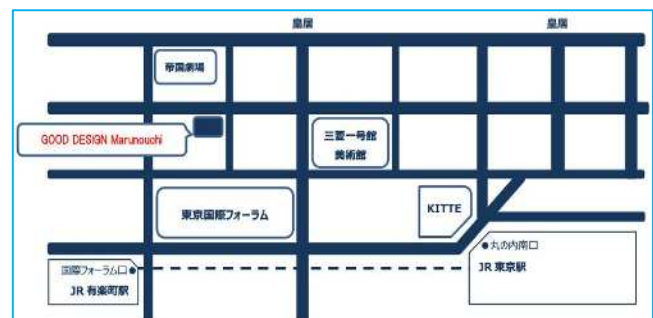 皇居
皇居
帝国劇場
GOOD DESIGN Marunouchi
三菱一号館
美術館
東京国際フォーラム
KITTE
●丸の内南口
JR 東京駅
国際フォーラム口●
JR 有楽町駅